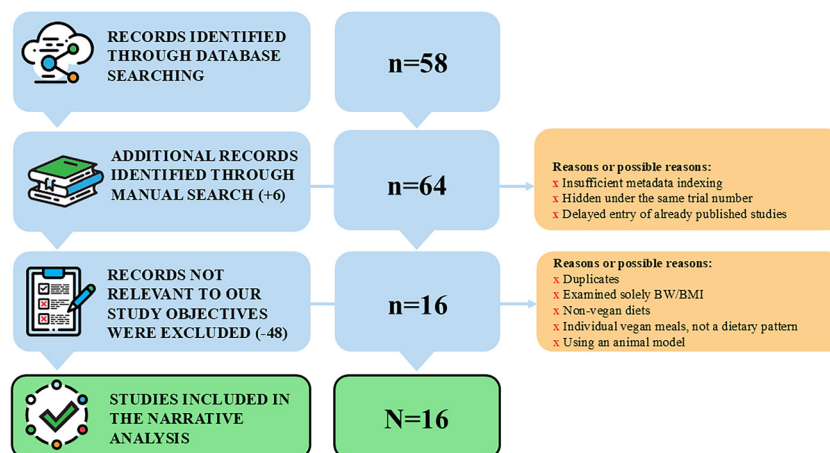 RECORDS IDENTIFIED
THROUGH DATABASE
SEARCHING
n=58
ADDITIONAL RECORDS
IDENTIFIED THROUGH
MANUAL SEARCH (+6)
n=64
Reasons or possible reasons:
x Insufficient metadata indexing
x Hidden under the same trial number
x Delayed entry of already published studies
RECORDS NOT
RELEVANT TO OUR
STUDY OBJECTIVES
WERE EXCLUDED (-48)
n=16
Reasons or possible reasons:
x Duplicates
x Examined solely BW/BMI
x Non-vegan diets
x Individual vegan meals, not a dietary pattern
x Using an animal model
STUDIES INCLUDED IN
THE NARRATIVE
ANALYSIS
N=16